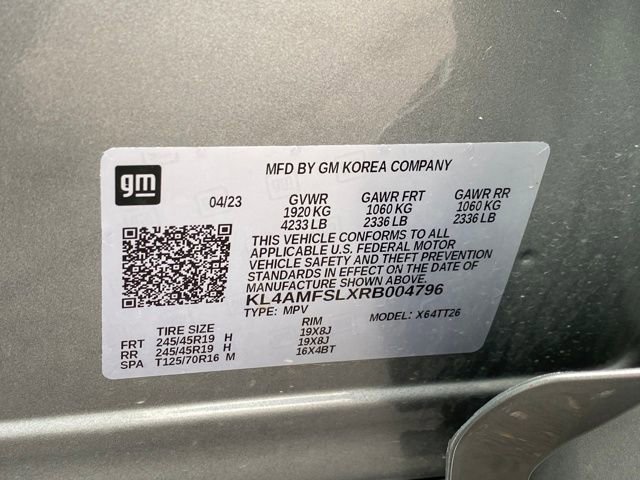 gm
MFD BY GM KOREA COMPANY
04/23 GVWR GAWR FRT GAWR RR
1920 KG 1060 KG 1060 KG
4233 LB 2336 LB 2336 LB
THIS VEHICLE CONFORMS TO ALL
APPLICABLE U.S. FEDERAL MOTOR
VEHICLE SAFETY AND THEFT PREVENTION
STANDARDS IN EFFECT ON THE DATE OF
MANUFACTURE SHOWN ABOVE.
KL4AMFSLXRB004796
TYPE: MPV MODEL: X64TT26
TIRE SIZE RIM
FRT 245/45R19 H 19X8J
RR 245/45R19 H 19X8J
SPA T125/70R16 M 16X4BT